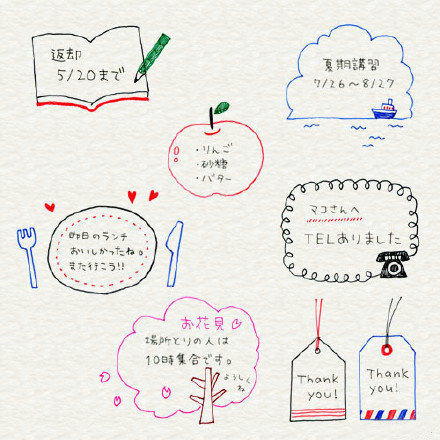 返却
5/20まで
夏期講習
7/26〜8/27
・りんご
・砂糖
・バター
マコさんへ
TELありました
昨日のランチ
おいしかったね。
また行こう!!
お花見
場所とりの人は
10時集合です。
よろしく
ね
Thank
you!
Thank
you!